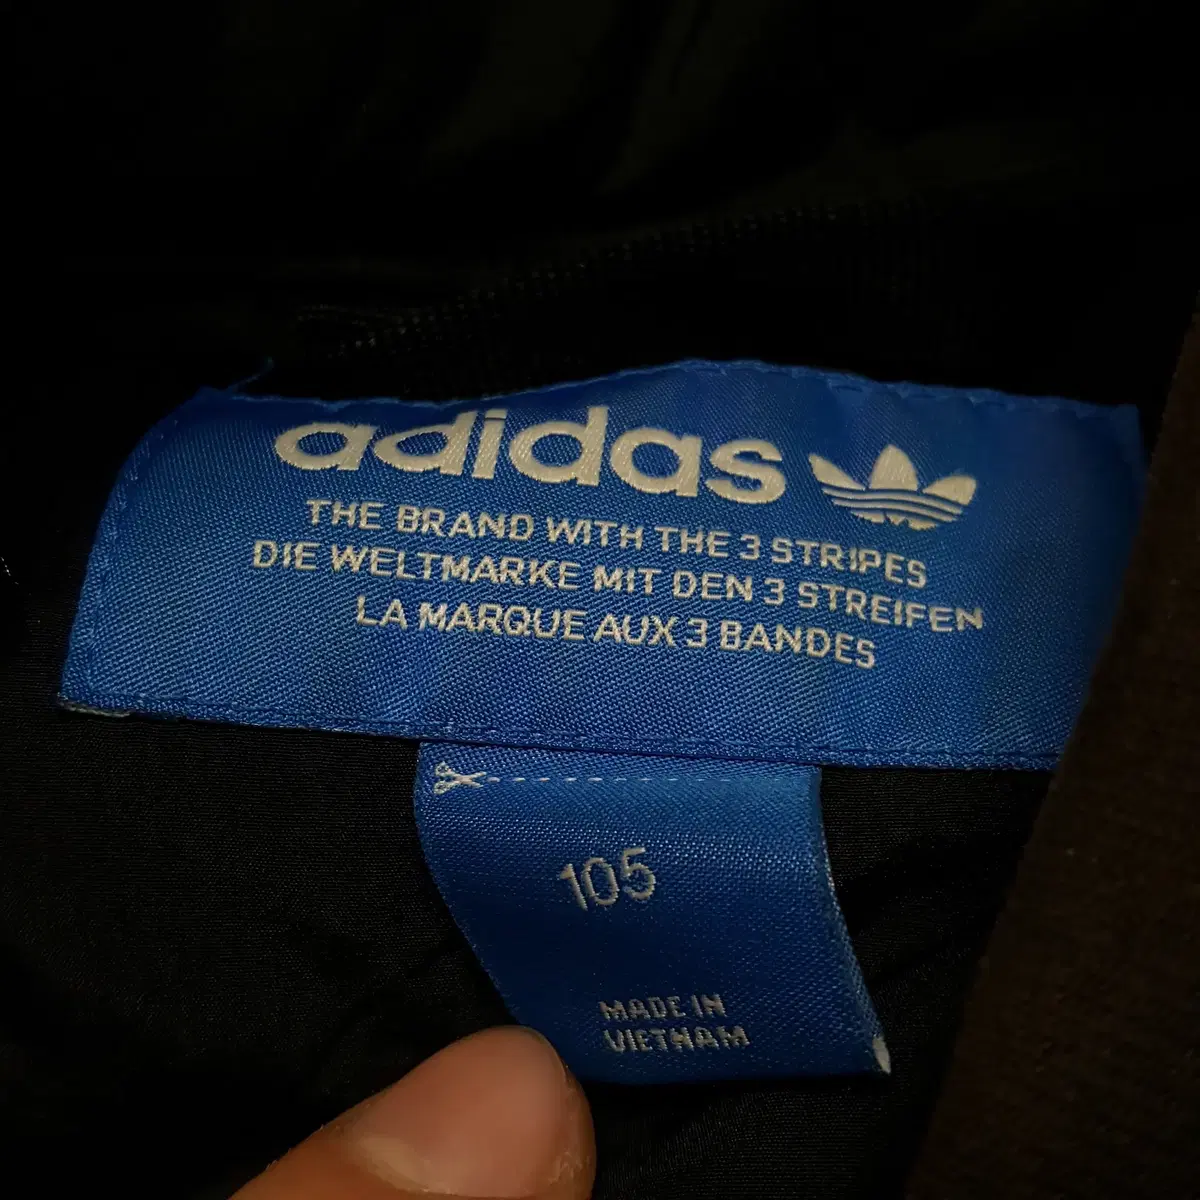 adidas
THE BRAND WITH THE 3 STRIPES
DIE WELTMARKE MIT DEN 3 STREIFEN
LA MARQUE AUX 3 BANDES
105
MADE IN
VIETNAM